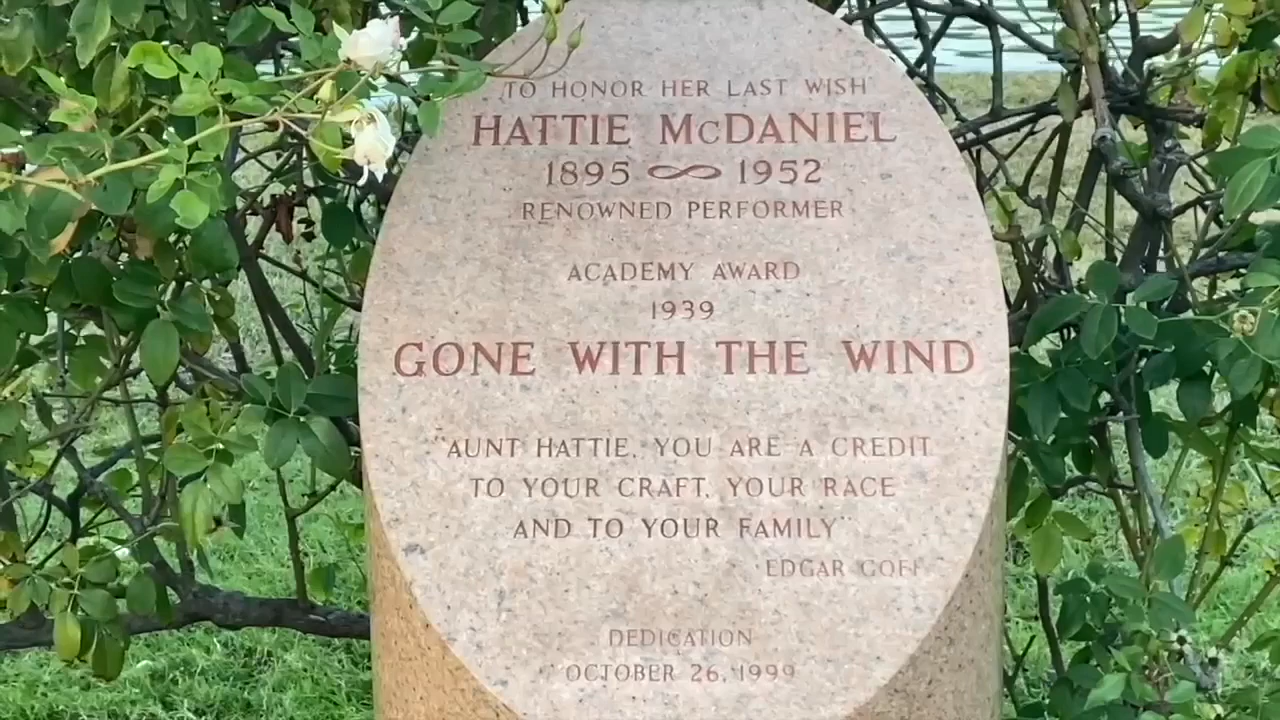 TO HONOR HER LAST WISH
HATTIE McDANIEL
1895 ∞ 1952
RENOWNED PERFORMER
ACADEMY AWARD
1939
GONE WITH THE WIND
"AUNT HATTIE, YOU ARE A CREDIT
TO YOUR CRAFT, YOUR RACE
AND TO YOUR FAMILY"
EDGAR GOFF
DEDICATION
OCTOBER 26, 1999